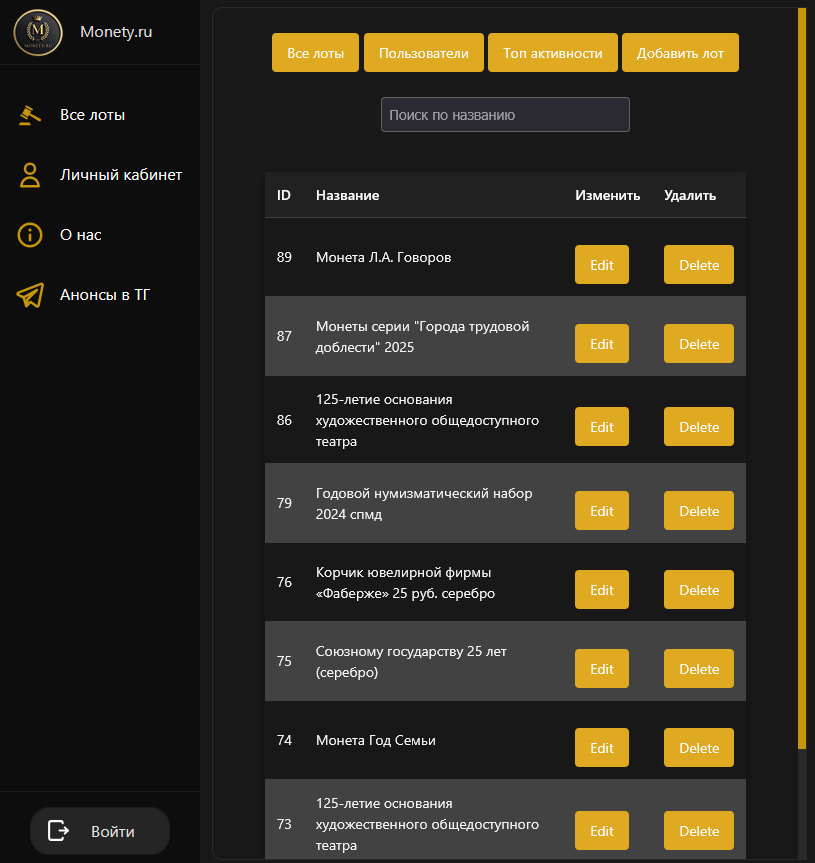 M
MONETY.RU
Monety.ru
Все лоты
Личный кабинет
О нас
Анонсы в ТГ
Войти
Все лоты Пользователи Топ активности Добавить лот
Поиск по названию
ID Название Изменить Удалить
89 Монета Л.А. Говоров Edit Delete
87 Монеты серии "Города трудовой
доблести" 2025 Edit Delete
86 125-летие основания
художественного общедоступного
театра Edit Delete
79 Годовой нумизматический набор
2024 спмд Edit Delete
76 Корчик ювелирной фирмы
«Фаберже» 25 руб. серебро Edit Delete
75 Союзному государству 25 лет
(серебро) Edit Delete
74 Монета Год Семьи Edit Delete
73 125-летие основания
художественного общедоступного
театра Edit Delete